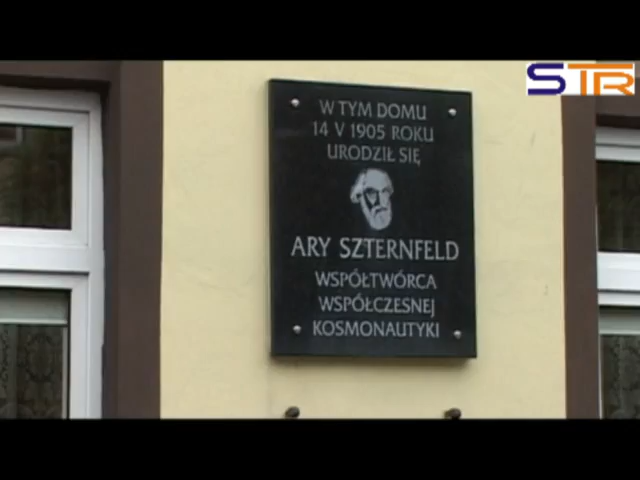 STR
W TYM DOMU
14 V 1905 ROKU
URODZIŁ SIĘ
ARY SZTERNFELD
WSPÓŁTWÓRCA
WSPÓŁCZESNEJ
KOSMONAUTYKI